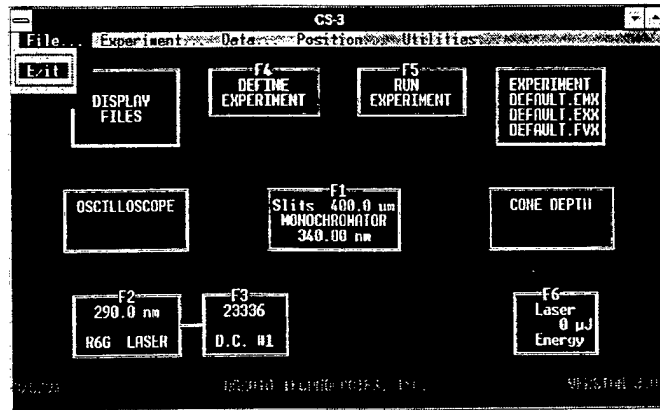 CS-3
File... Experiment Data Position Utilities
Exit
DISPLAY
FILES
F4
DEFINE
EXPERIMENT
F5
RUN
EXPERIMENT
EXPERIMENT
DEFAULT.EMX
DEFAULT.EXX
DEFAULT.FVX
OSCILLOSCOPE
F1
Slits 400.0 um
MONOCHROMATOR
340.00 nm
CONE DEPTH
F2
290.0 nm
R6G LASER
F3
23336
D.C. #1
F6
Laser
0 µJ
Energy